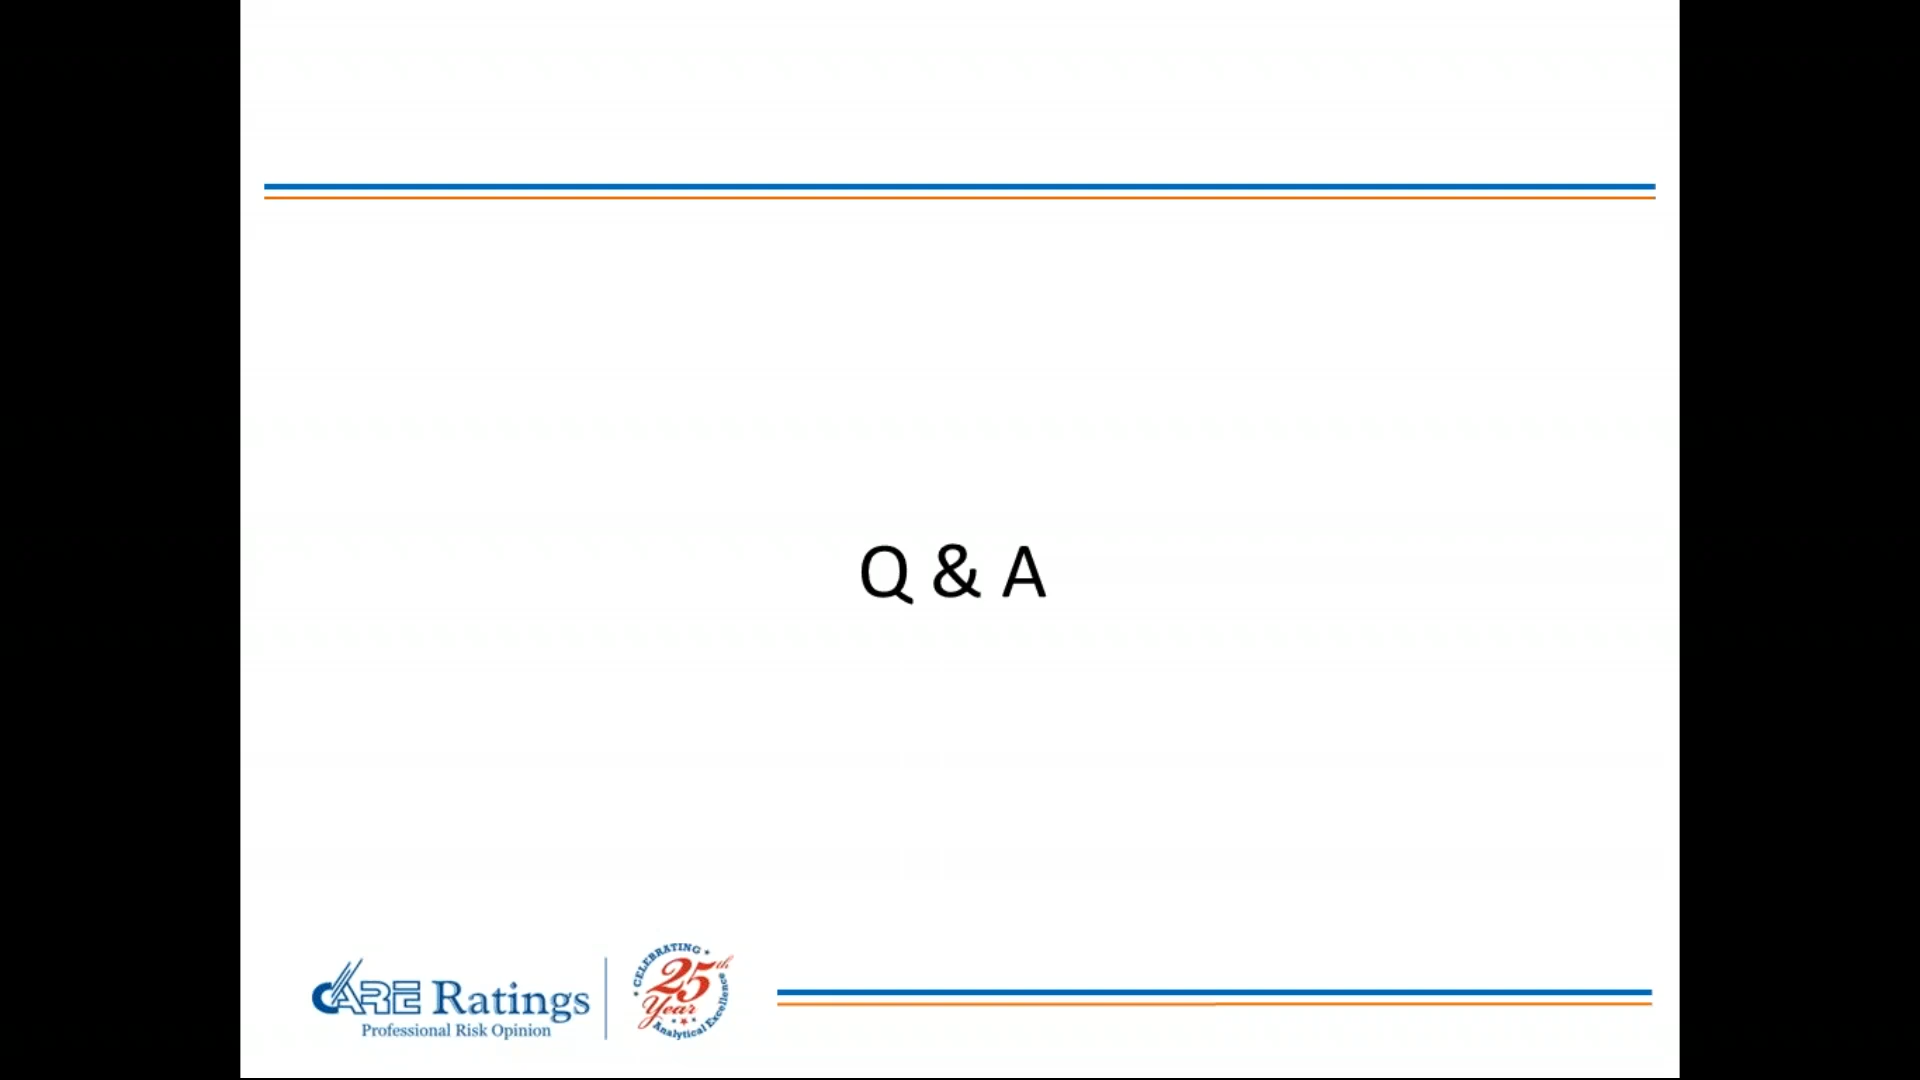 Q & A
CARE Ratings
Professional Risk Opinion
CELEBRATING
25th
Year
Analytical Excellence